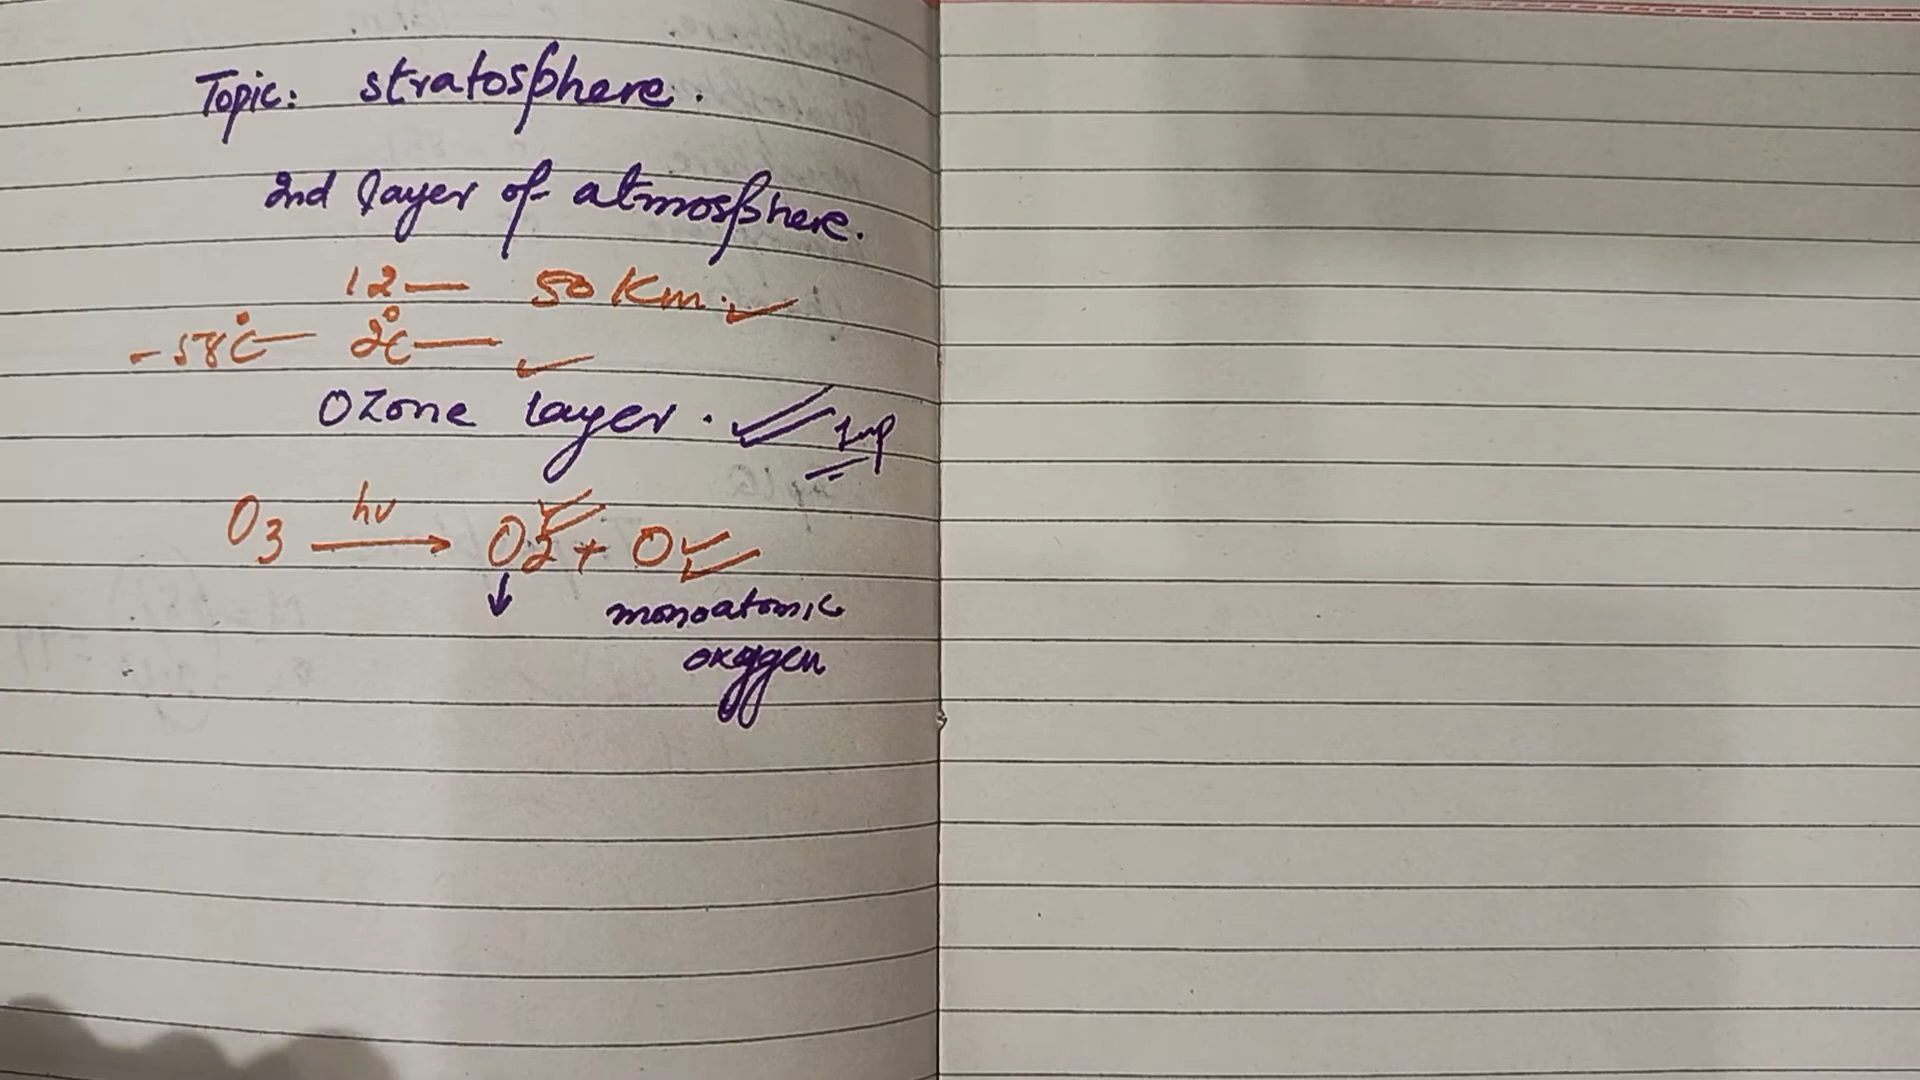 Topic: stratosphere.
2nd layer of atmosphere.
12 — 50 Km.
-58°C — 2°C —
Ozone layer. Imp
O3 hv → O2 + O
↓ monoatomic
oxygen